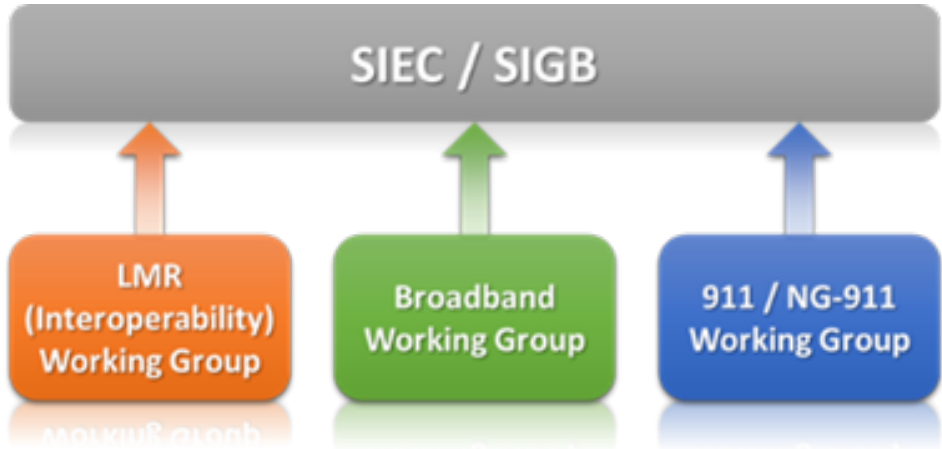 SIEC / SIGB
LMR
(Interoperability)
Working Group
Broadband
Working Group
911 / NG-911
Working Group